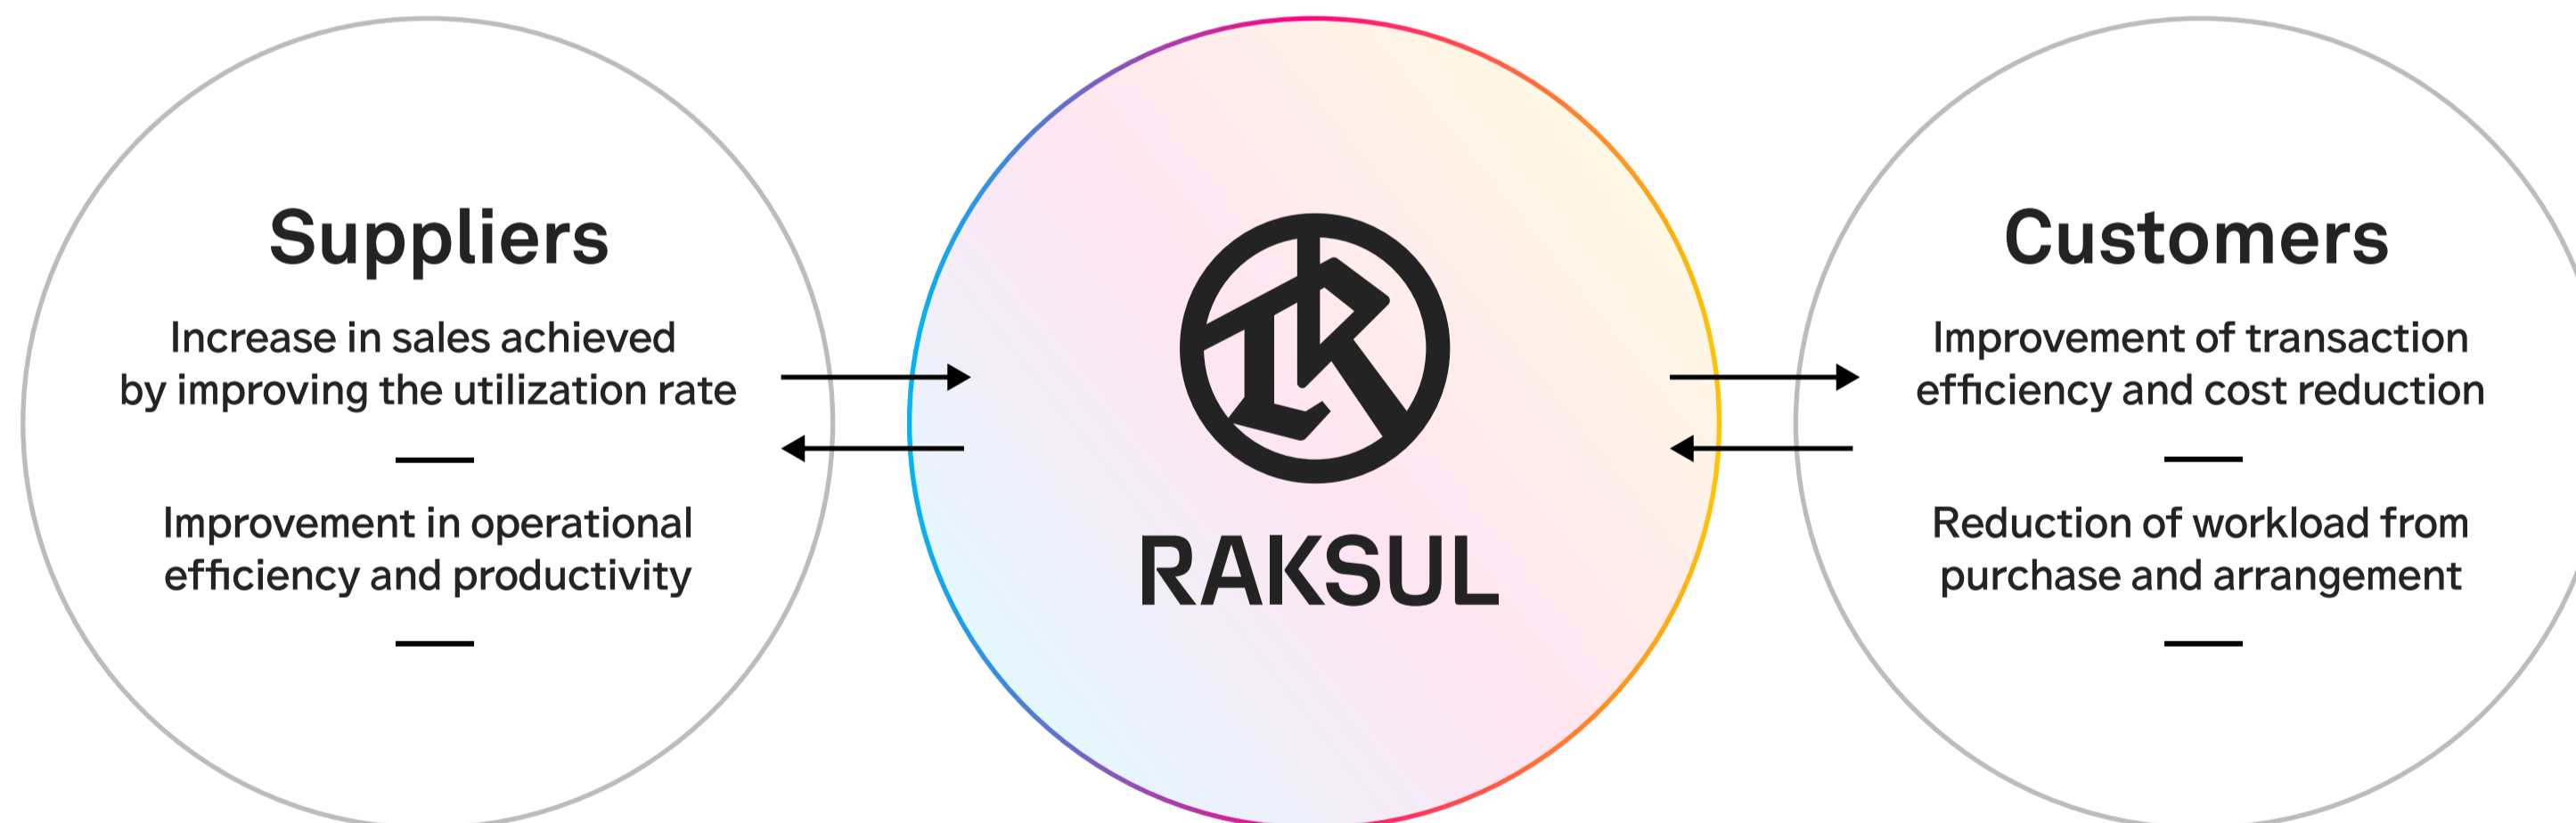 Suppliers
Increase in sales achieved
by improving the utilization rate
Improvement in operational
efficiency and productivity
RAKSUL
Customers
Improvement of transaction
efficiency and cost reduction
Reduction of workload from
purchase and arrangement